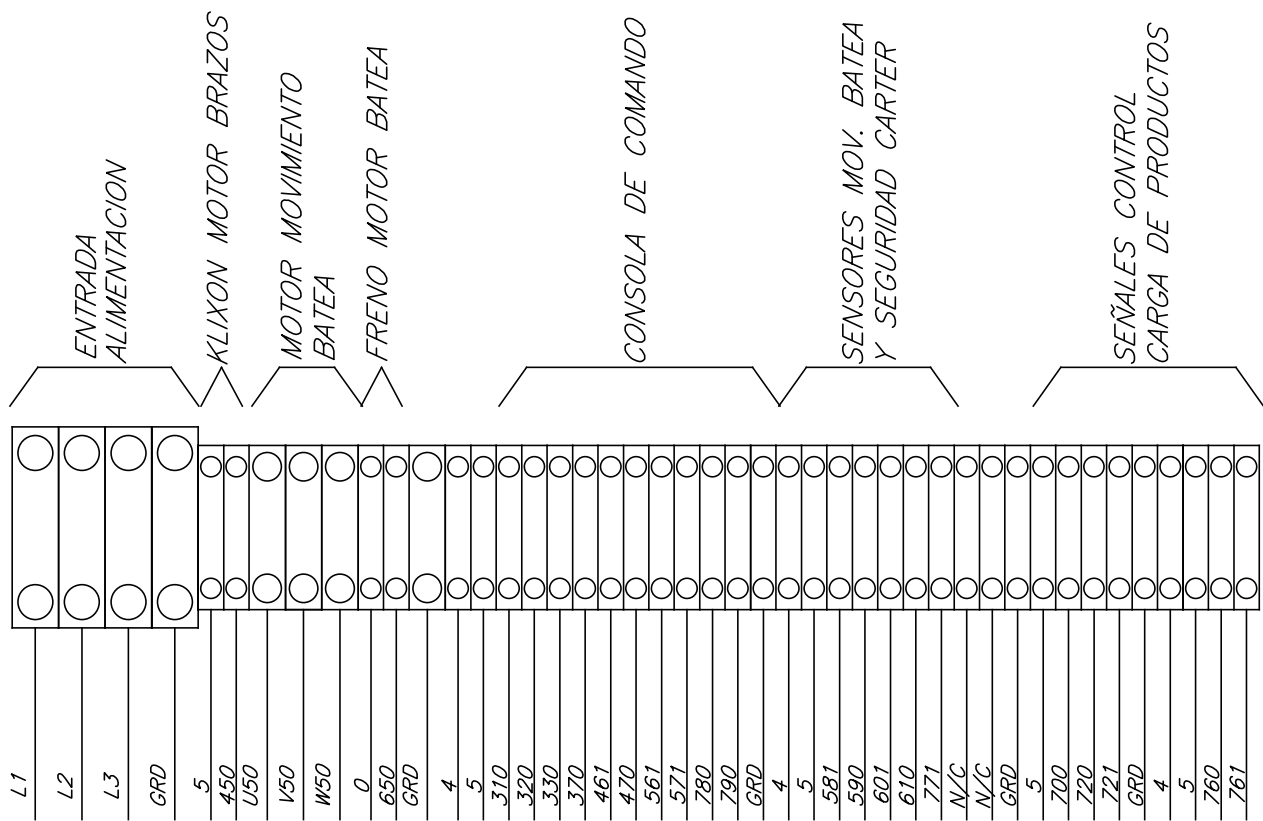 ENTRADA
ALIMENTACION
KLIXON MOTOR BRAZOS
MOTOR MOVIMIENTO
BATEA
FRENO MOTOR BATEA
CONSOLA DE COMANDO
SENSORES MOV. BATEA
Y SEGURIDAD CARTER
SEÑALES CONTROL
CARGA DE PRODUCTOS
L1
L2
L3
GRD
5
450
U50
V50
W50
0
650
GRD
4
5
310
320
330
370
461
470
561
571
780
790
GRD
4
5
581
590
601
610
771
N/C
N/C
GRD
5
700
720
721
GRD
4
5
760
761